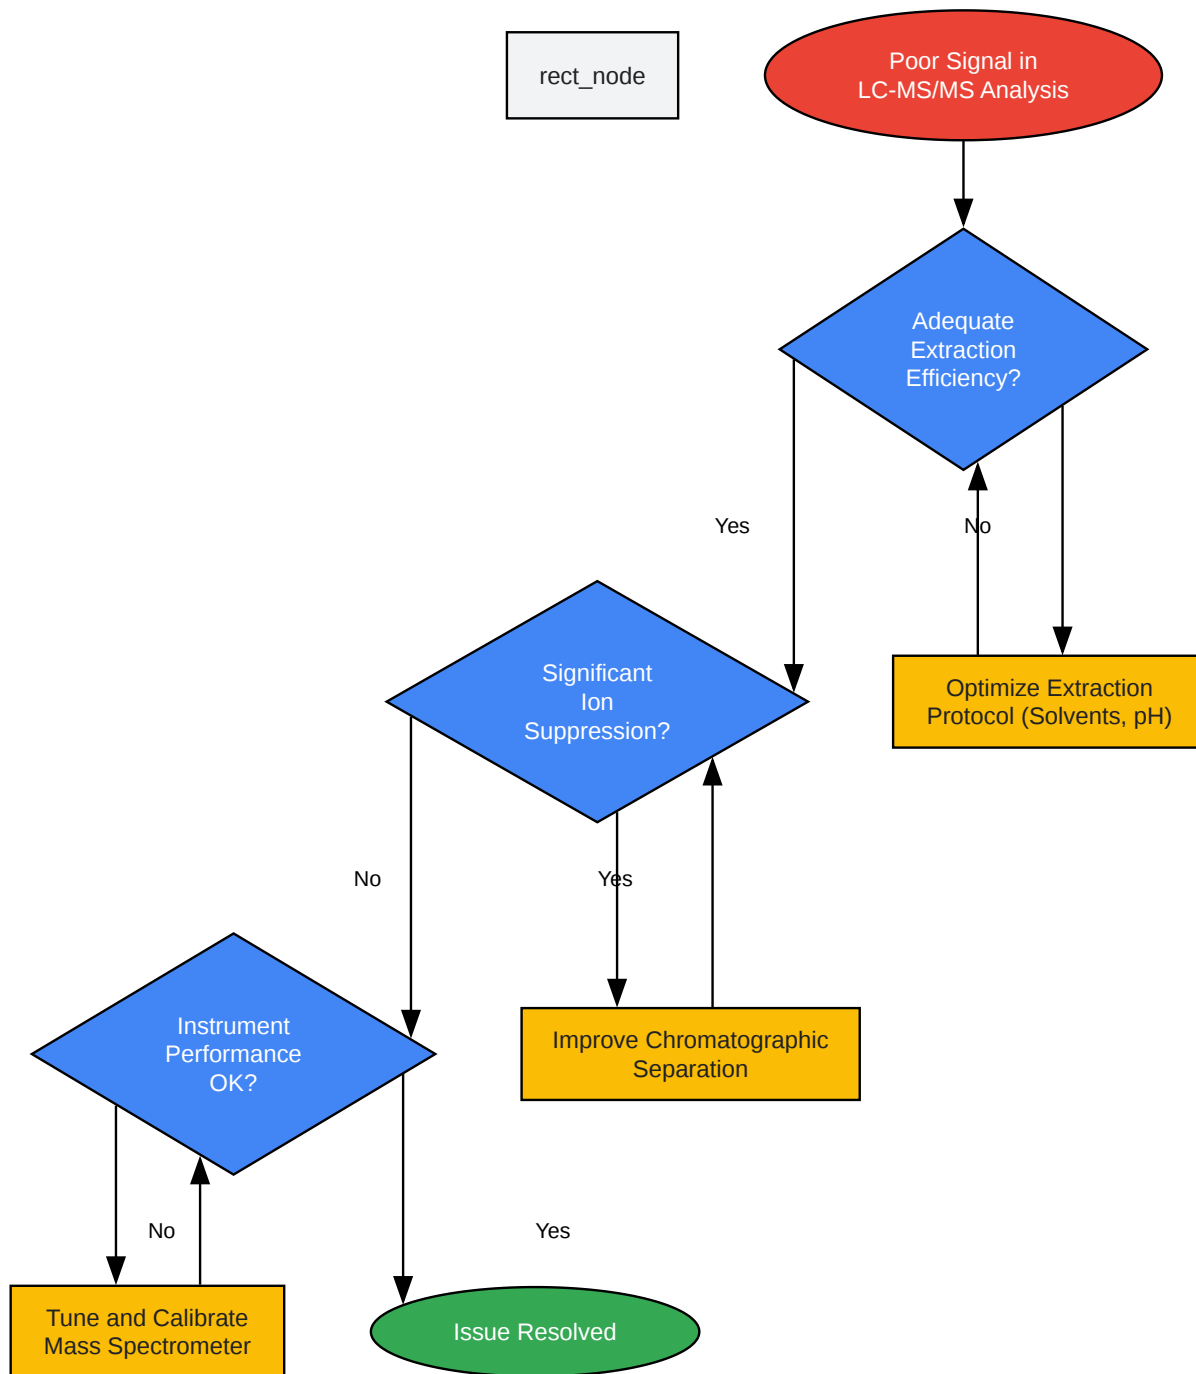 rect_node
Poor Signal in
LC-MS/MS Analysis
Adequate
Extraction
Efficiency?
Yes
No
Significant
Ion
Suppression?
Optimize Extraction
Protocol (Solvents, pH)
No
Yes
Instrument
Performance
OK?
Improve Chromatographic
Separation
No
Yes
Tune and Calibrate
Mass Spectrometer
Issue Resolved